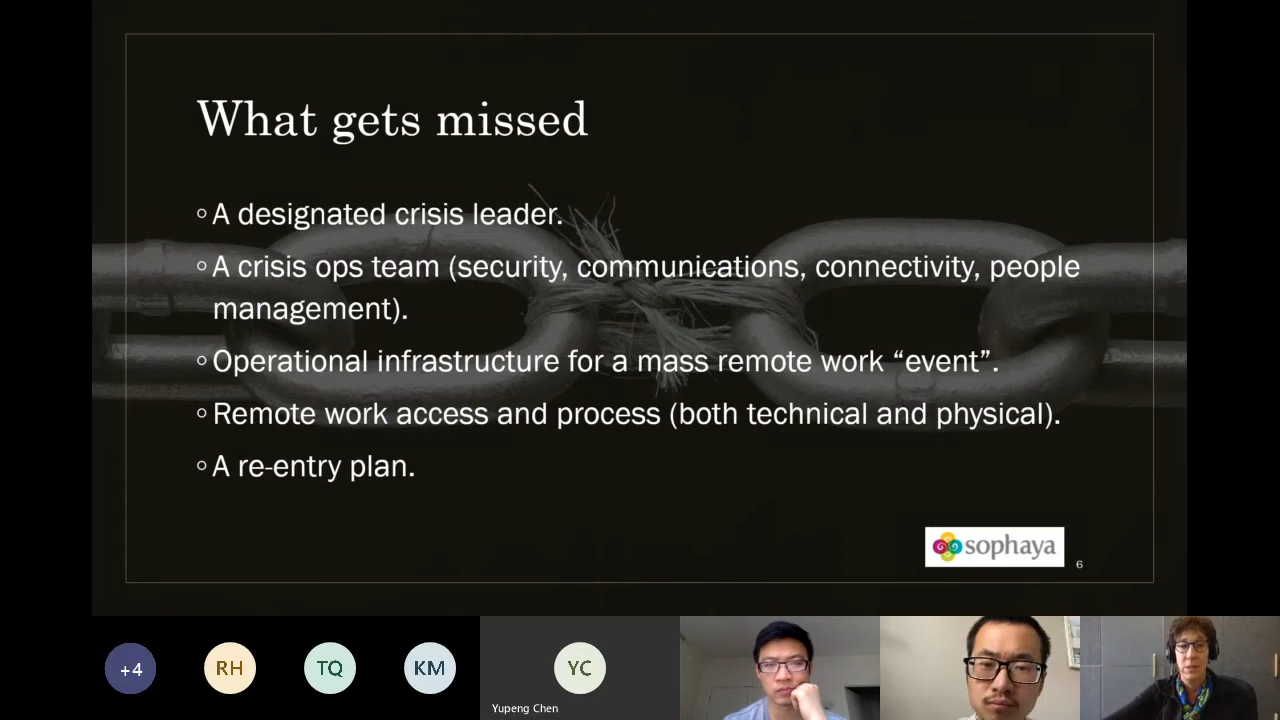 What gets missed
◦ A designated crisis leader.
◦ A crisis ops team (security, communications, connectivity, people
management).
◦ Operational infrastructure for a mass remote work “event”.
◦ Remote work access and process (both technical and physical).
◦ A re-entry plan.
sophaya
6
+4
RH
TQ
KM
YC
Yupeng Chen